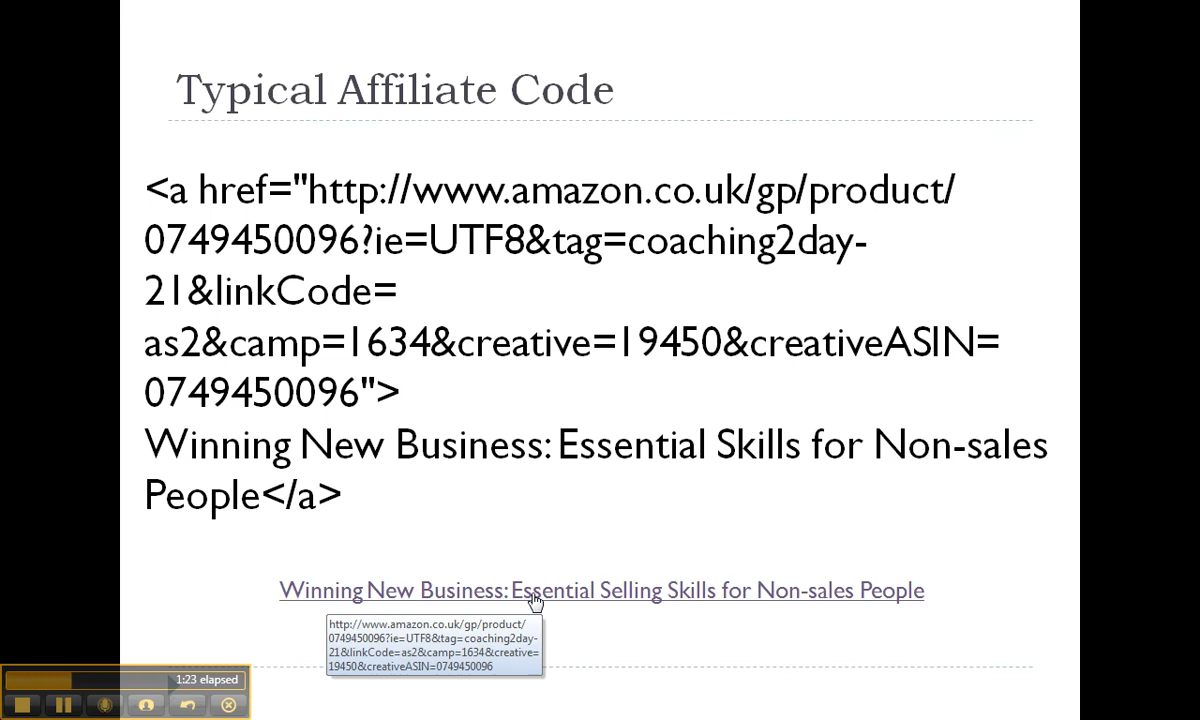 Typical Affiliate Code
<a href="http://www.amazon.co.uk/gp/product/
0749450096?ie=UTF8&tag=coaching2day-
21&linkCode=
as2&camp=1634&creative=19450&creativeASIN=
0749450096">
Winning New Business: Essential Skills for Non-sales
People</a>
Winning New Business: Essential Selling Skills for Non-sales People
http://www.amazon.co.uk/gp/product/
0749450096?ie=UTF8&tag=coaching2day-
21&linkCode=as2&camp=1634&creative=
19450&creativeASIN=0749450096
1:23 elapsed